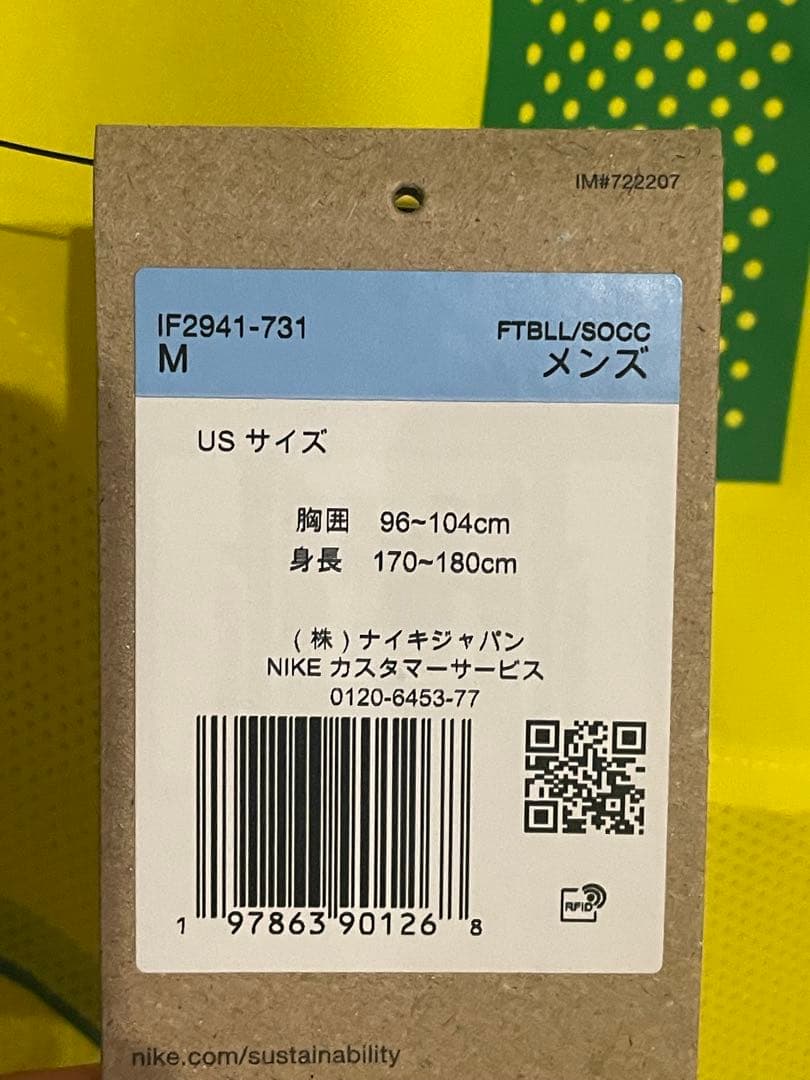 IM#722207
IF2941-731
FTBLL/SOCC
M
メンズ
US サイズ
胸囲 96~104cm
身長 170~180cm
(株)ナイキジャパン
NIKE カスタマーサービス
0120-6453-77
1 97863 90126 8
RFID
nike.com/sustainability